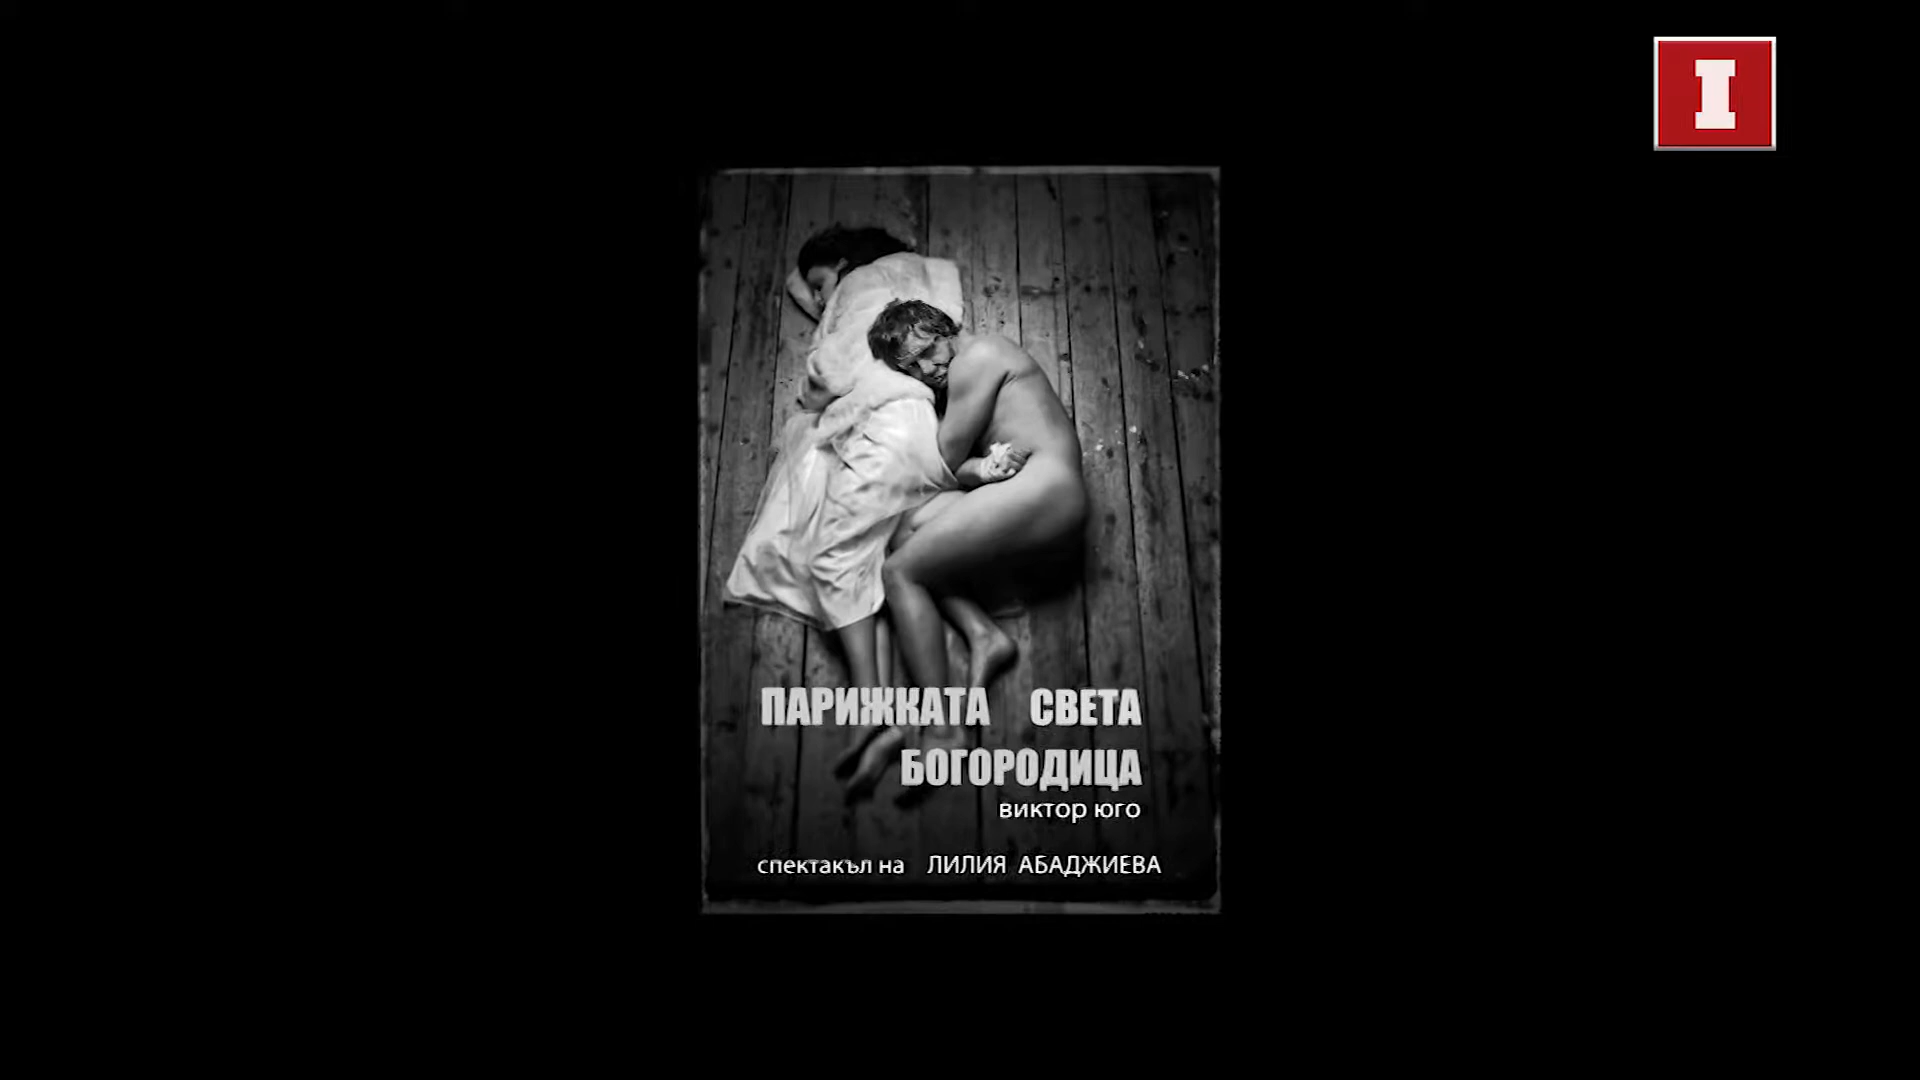 I
ПАРИЖКАТА СВЕТА
БОГОРОДИЦА
виктор юго
спектакъл на ЛИЛИЯ АБАДЖИЕВА